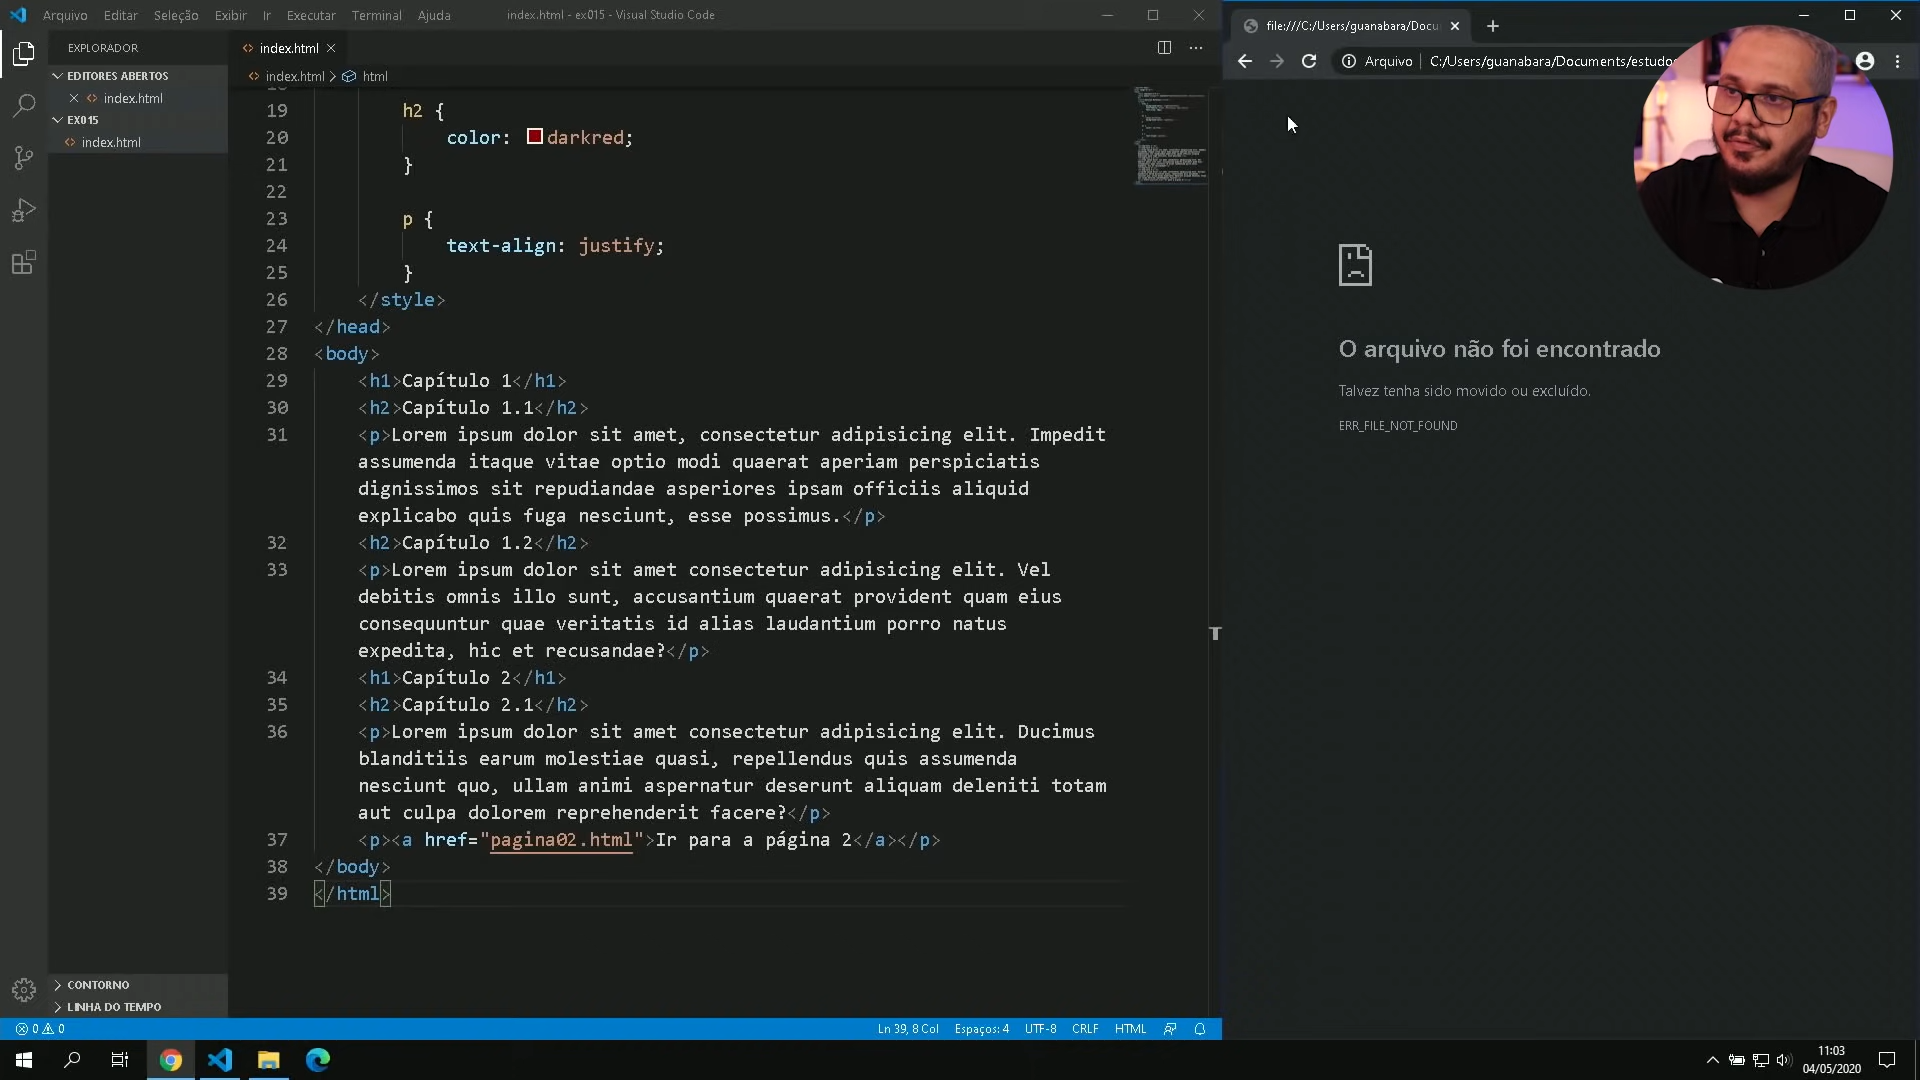 Arquivo Editar Seleção Exibir Ir Executar Terminal Ajuda
index.html - ex015 - Visual Studio Code
EXPLORADOR
EDITORES ABERTOS
index.html
EX015
index.html
CONTORNO
LINHA DO TEMPO
index.html
index.html > html
19 h2 {
20 color: darkred;
21 }
22
23 p {
24 text-align: justify;
25 }
26 </style>
27 </head>
28 <body>
29 <h1>Capítulo 1</h1>
30 <h2>Capítulo 1.1</h2>
31 <p>Lorem ipsum dolor sit amet, consectetur adipisicing elit. Impedit
assumenda itaque vitae optio modi quaerat aperiam perspiciatis
dignissimos sit repudiandae asperiores ipsam officiis aliquid
explicabo quis fuga nesciunt, esse possimus.</p>
32 <h2>Capítulo 1.2</h2>
33 <p>Lorem ipsum dolor sit amet consectetur adipisicing elit. Vel
debitis omnis illo sunt, accusantium quaerat provident quam eius
consequuntur quae veritatis id alias laudantium porro natus
expedita, hic et recusandae?</p>
34 <h1>Capítulo 2</h1>
35 <h2>Capítulo 2.1</h2>
36 <p>Lorem ipsum dolor sit amet consectetur adipisicing elit. Ducimus
blanditiis earum molestiae quasi, repellendus quis assumenda
nesciunt quo, ullam animi aspernatur deserunt aliquam deleniti totam
aut culpa dolorem reprehenderit facere?</p>
37 <p><a href="pagina02.html">Ir para a página 2</a></p>
38 </body>
39 </html>
0 0
Ln 39, 8 Col Espaços: 4 UTF-8 CRLF HTML
file:///C:/Users/guanabara/Docu
Arquivo C:/Users/guanabara/Documents/estudos
O arquivo não foi encontrado
Talvez tenha sido movido ou excluído.
ERR_FILE_NOT_FOUND
11:03
04/05/2020